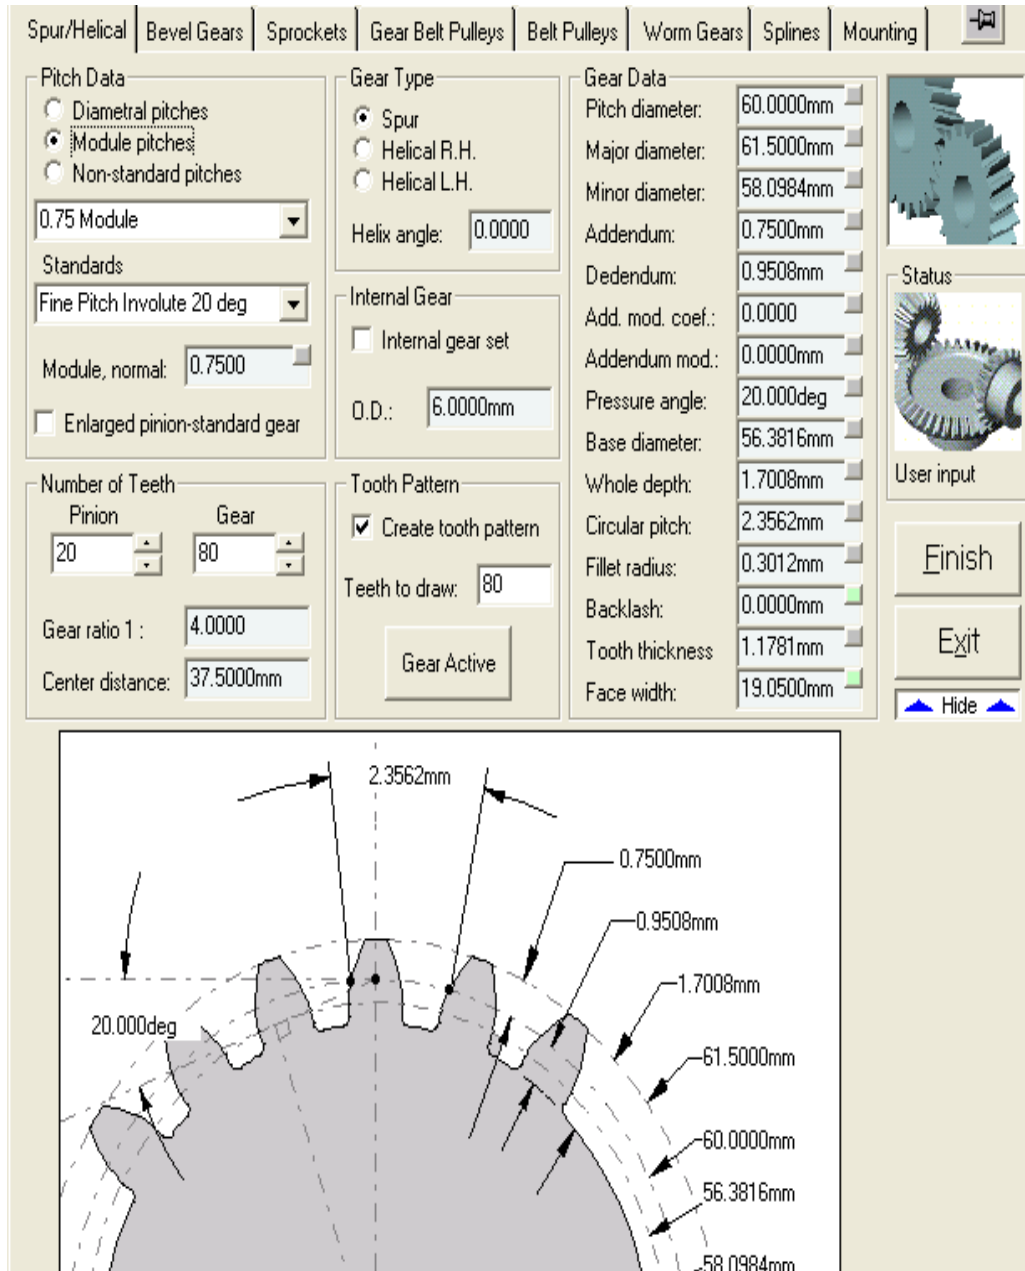 Spur/Helical Bevel Gears Sprockets Gear Belt Pulleys Belt Pulleys Worm Gears Splines Mounting
Pitch Data
Diametral pitches
Module pitches
Non-standard pitches
0.75 Module
Standards
Fine Pitch Involute 20 deg
Module, normal: 0.7500
Enlarged pinion-standard gear
Number of Teeth
Pinion Gear
20 80
Gear ratio 1 : 4.0000
Center distance: 37.5000mm
Gear Type
Spur
Helical R.H.
Helical L.H.
Helix angle: 0.0000
Internal Gear
Internal gear set
O.D.: 6.0000mm
Tooth Pattern
Create tooth pattern
Teeth to draw: 80
Gear Active
Gear Data
Pitch diameter: 60.0000mm
Major diameter: 61.5000mm
Minor diameter: 58.0984mm
Addendum: 0.7500mm
Dedendum: 0.9508mm
Add. mod. coef.: 0.0000
Addendum mod.: 0.0000mm
Pressure angle: 20.000deg
Base diameter: 56.3816mm
Whole depth: 1.7008mm
Circular pitch: 2.3562mm
Fillet radius: 0.3012mm
Backlash: 0.0000mm
Tooth thickness 1.1781mm
Face width: 19.0500mm
Status
User input
Finish
Exit
Hide
2.3562mm
0.7500mm
0.9508mm
1.7008mm
20.000deg
61.5000mm
60.0000mm
56.3816mm
58.0984mm